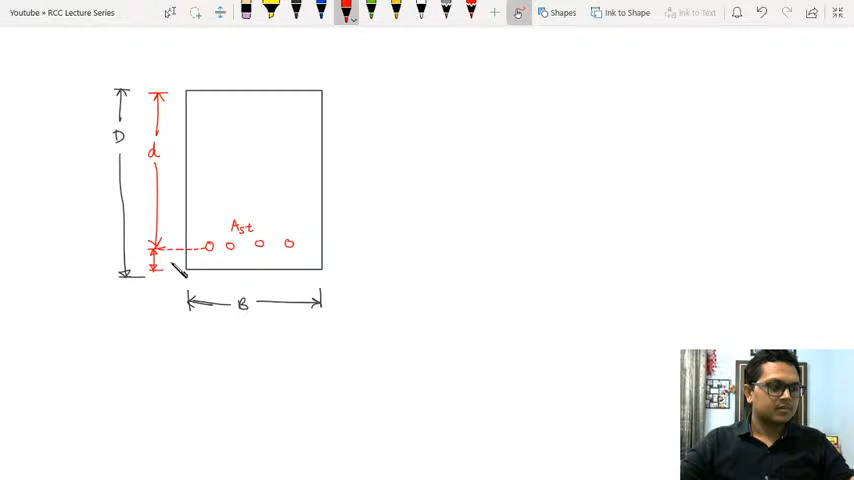 Youtube » RCC Lecture Series
Shapes
Ink to Shape
Ink to Text
D
d
Ast
B